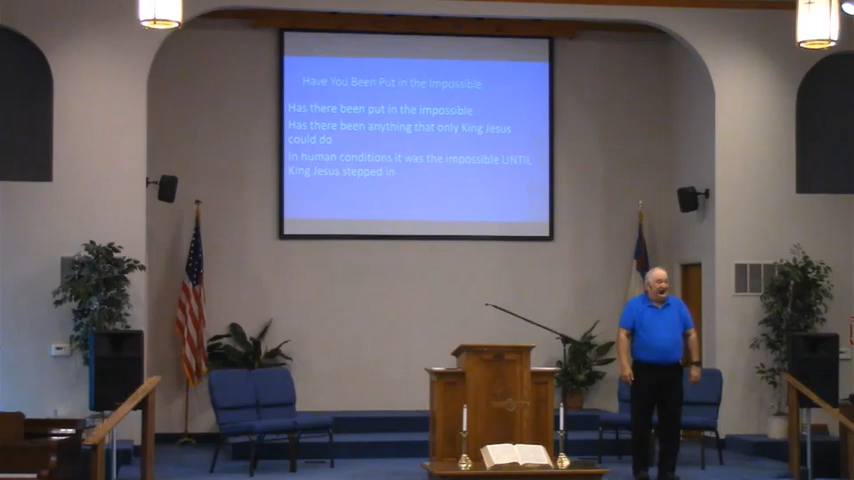 Have You Been Put in the Impossible
Has there been put in the impossible
Has there been anything that only King Jesus
could do
In human conditions it was the impossible UNTIL
King Jesus stepped in